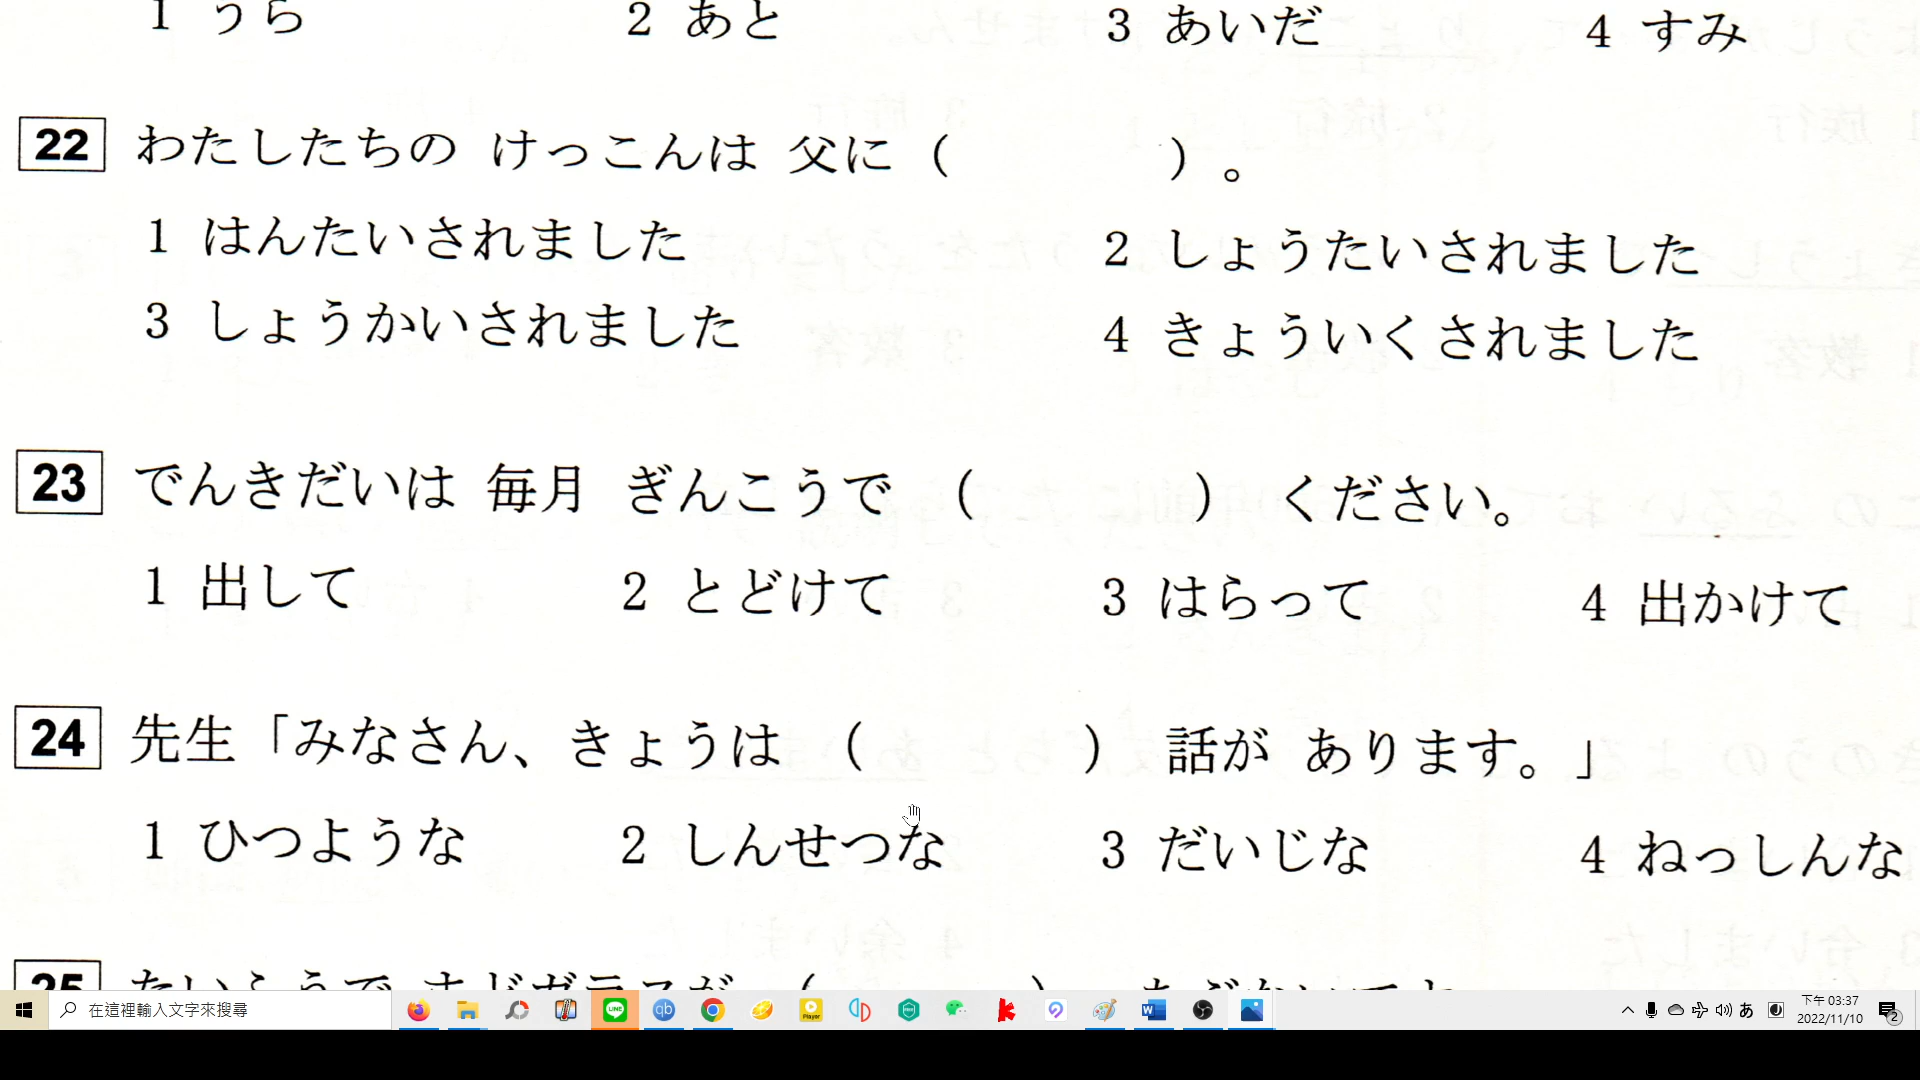 1 うら 2 あと 3 あいだ 4 すみ
22 わたしたちの けっこんは 父に ( ) 。
1 はんたいされました 2 しょうたいされました
3 しょうかいされました 4 きょういくされました
23 でんきだいは 毎月 ぎんこうで ( ) ください。
1 出して 2 とどけて 3 はらって 4 出かけて
24 先生「みなさん、きょうは ( ) 話が あります。」
1 ひつような 2 しんせつな 3 だいじな 4 ねっしんな
25
在這裡輸入文字來搜尋
下午 03:37
2022/11/10